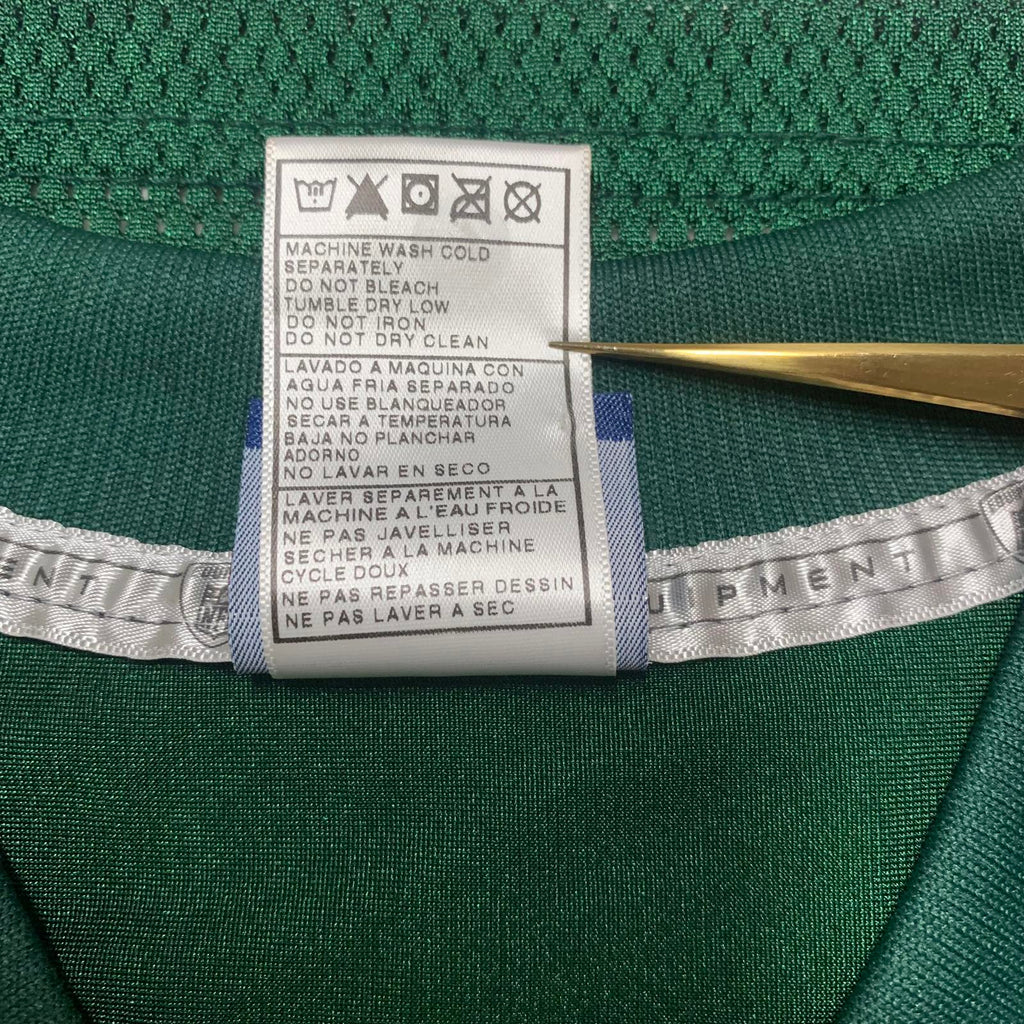 MACHINE WASH COLD
SEPARATELY
DO NOT BLEACH
TUMBLE DRY LOW
DO NOT IRON
DO NOT DRY CLEAN
LAVADO A MAQUINA CON
AGUA FRIA SEPARADO
NO USE BLANQUEADOR
SECAR A TEMPERATURA
BAJA NO PLANCHAR
ADORNO
NO LAVAR EN SECO
LAVER SEPAREMENT A LA
MACHINE A L'EAU FROIDE
NE PAS JAVELLISER
SECHER A LA MACHINE
CYCLE DOUX
NE PAS REPASSER DESSIN
NE PAS LAVER A SEC
ENT
UIPMENT